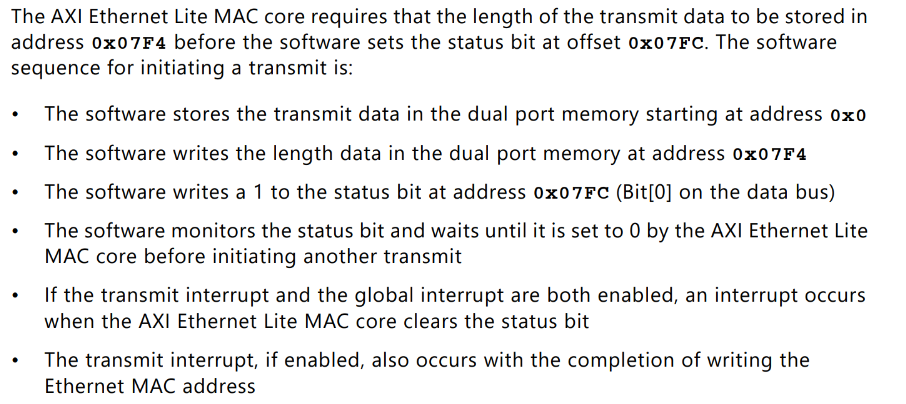 The AXI Ethernet Lite MAC core requires that the length of the transmit data to be stored in
address 0x07F4 before the software sets the status bit at offset 0x07FC. The software
sequence for initiating a transmit is:
• The software stores the transmit data in the dual port memory starting at address 0x0
• The software writes the length data in the dual port memory at address 0x07F4
• The software writes a 1 to the status bit at address 0x07FC (Bit[0] on the data bus)
• The software monitors the status bit and waits until it is set to 0 by the AXI Ethernet Lite
MAC core before initiating another transmit
• If the transmit interrupt and the global interrupt are both enabled, an interrupt occurs
when the AXI Ethernet Lite MAC core clears the status bit
• The transmit interrupt, if enabled, also occurs with the completion of writing the
Ethernet MAC address